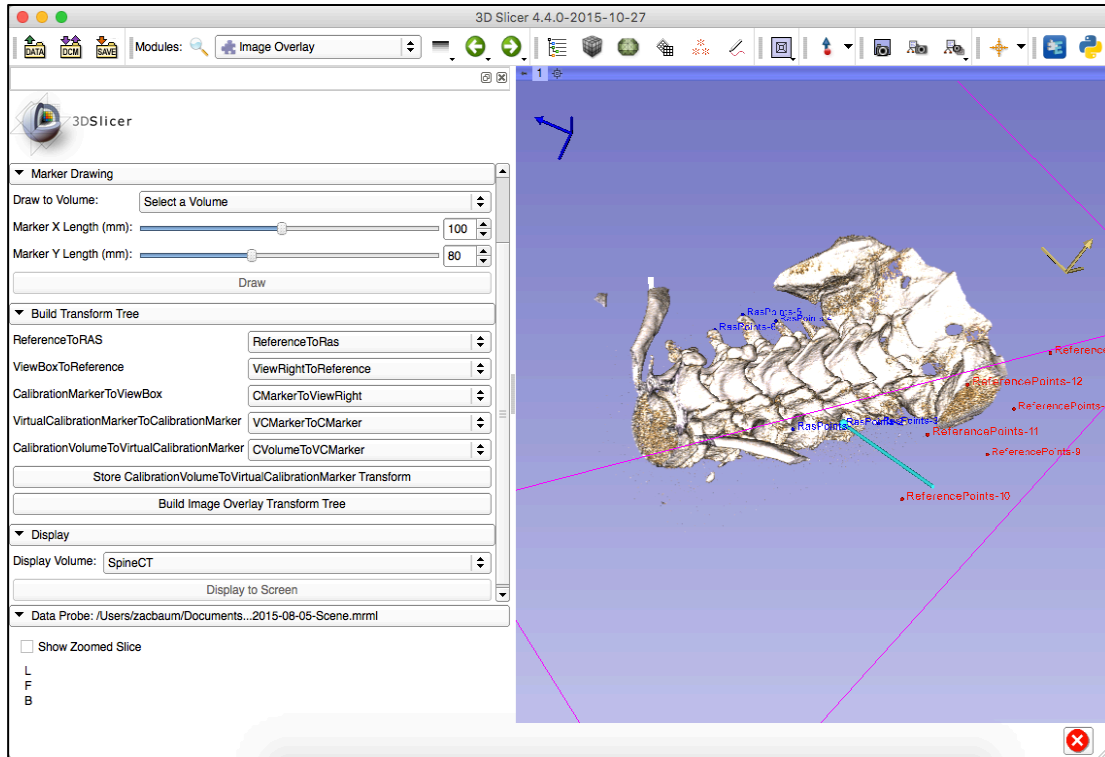 3D Slicer 4.4.0-2015-10-27
DATA DCM SAVE Modules: Image Overlay
1
3DSlicer
Marker Drawing
Draw to Volume: Select a Volume
Marker X Length (mm): 100
Marker Y Length (mm): 80
Draw
Build Transform Tree
ReferenceToRAS ReferenceToRas
ViewBoxToReference ViewRightToReference
CalibrationMarkerToViewBox CMarkerToViewRight
VirtualCalibrationMarkerToCalibrationMarker VCMarkerToCMarker
CalibrationVolumeToVirtualCalibrationMarker CVolumeToVCMarker
Store CalibrationVolumeToVirtualCalibrationMarker Transform
Build Image Overlay Transform Tree
Display
Display Volume: SpineCT
Display to Screen
Data Probe: /Users/zacbaum/Documents...2015-08-05-Scene.mrml
Show Zoomed Slice
L
F
B
RasPoints-5
RasPoints-6
Reference
ReferencePoints-12
ReferencePoints-
ReferencePoints-11
ReferencePoints-9
ReferencePoints-10